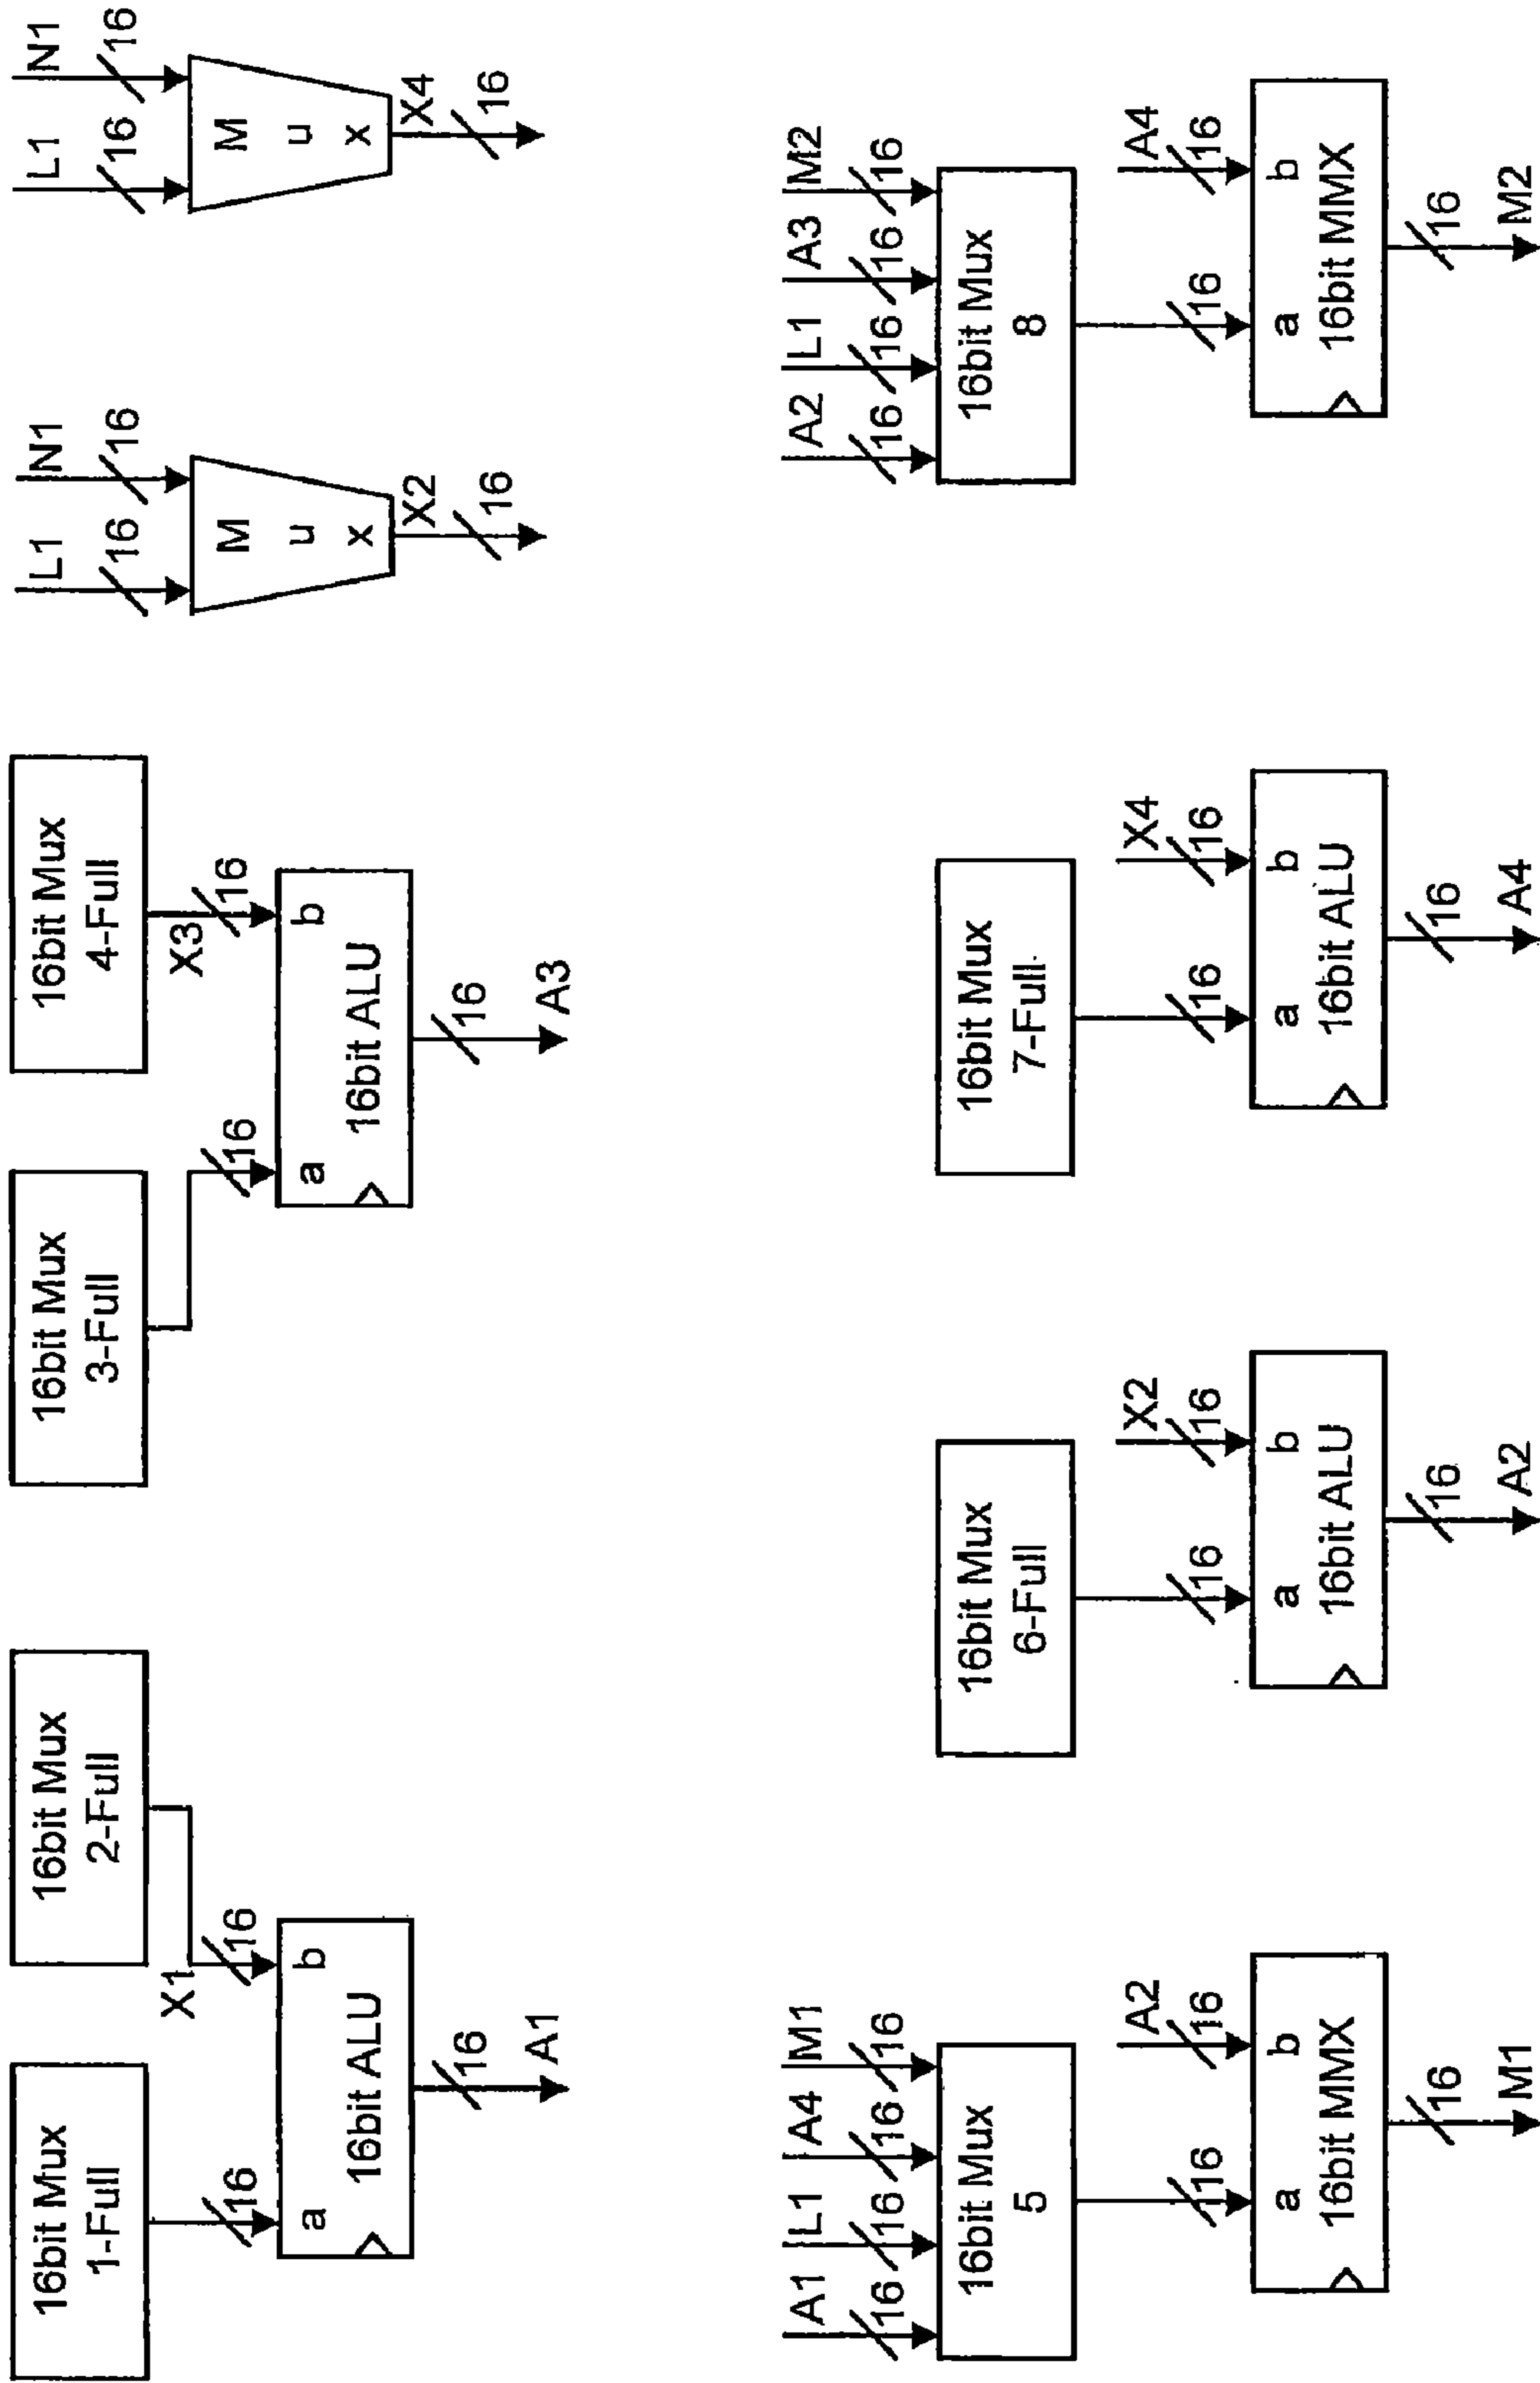 16bit Mux
1-Full
16
a
16bit ALU
16
A1
16bit Mux
2-Full
X1
16
b
16bit Mux
3-Full
16
a
16bit ALU
16
A3
16bit Mux
4-Full
X3
16
b
L1
N1
16
16
M
u
x
X2
16
L1
N1
16
16
M
u
x
X4
16
A1
L1
A4
M1
16
16
16
16
16bit Mux
5
16
A2
16
a
b
16bit MMX
16
M1
16bit Mux
6-Full
16
X2
16
a
b
16bit ALU
16
A2
16bit Mux
7-Full
16
X4
16
a
b
16bit ALU
16
A4
A2
L1
A3
M2
16
16
16
16
16bit Mux
8
16
A4
16
a
b
16bit MMX
16
M2